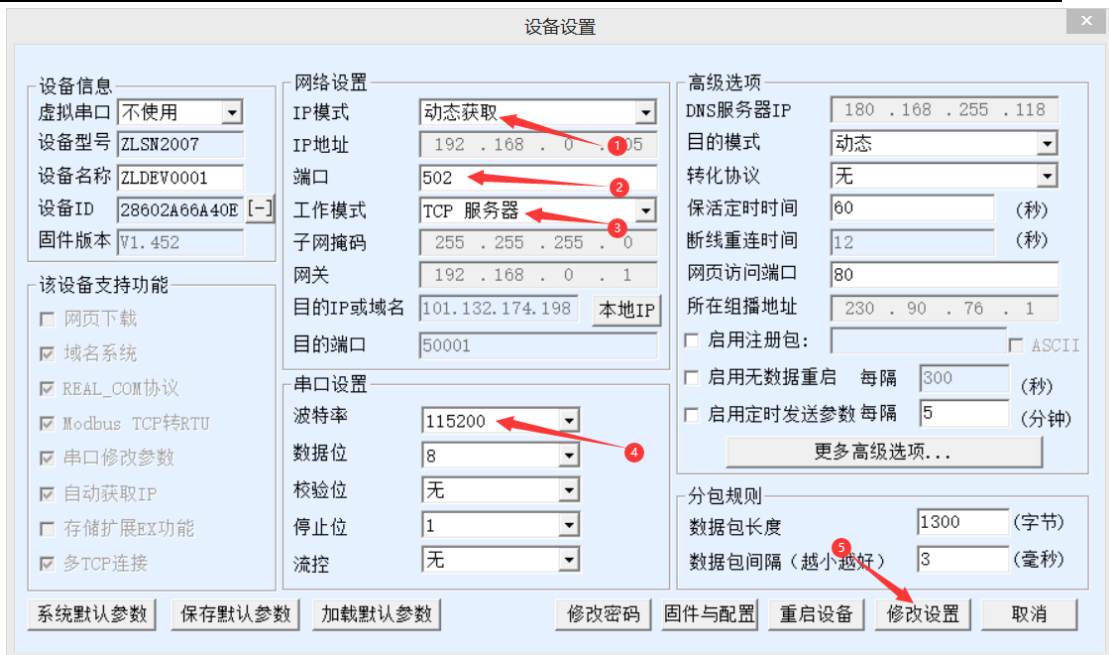 设备设置
设备信息
虚拟串口 不使用
设备型号 ZLSN2007
设备名称 ZLDEV0001
设备ID 28602A66A40E [-]
固件版本 V1.452
该设备支持功能
网页下载
域名系统
REAL_COM协议
Modbus TCP转RTU
串口修改参数
自动获取IP
存储扩展EX功能
多TCP连接
网络设置
IP模式 动态获取
1
IP地址 192 .168 . 0 . 05
端口 502
2
工作模式 TCP 服务器
3
子网掩码 255 .255 .255 . 0
网关 192 .168 . 0 . 1
目的IP或域名 101.132.174.198 本地IP
目的端口 50001
串口设置
波特率 115200
4
数据位 8
校验位 无
停止位 1
流控 无
高级选项
DNS服务器IP 180 .168 .255 .118
目的模式 动态
转化协议 无
保活定时时间 60 (秒)
断线重连时间 12 (秒)
网页访问端口 80
所在组播地址 230 . 90 . 76 . 1
启用注册包: ASCII
启用无数据重启 每隔 300 (秒)
启用定时发送参数 每隔 5 (分钟)
更多高级选项...
分包规则
数据包长度 1300 (字节)
5
数据包间隔（越小越好） 3 (毫秒)
系统默认参数 保存默认参数 加载默认参数 修改密码 固件与配置 重启设备 修改设置 取消